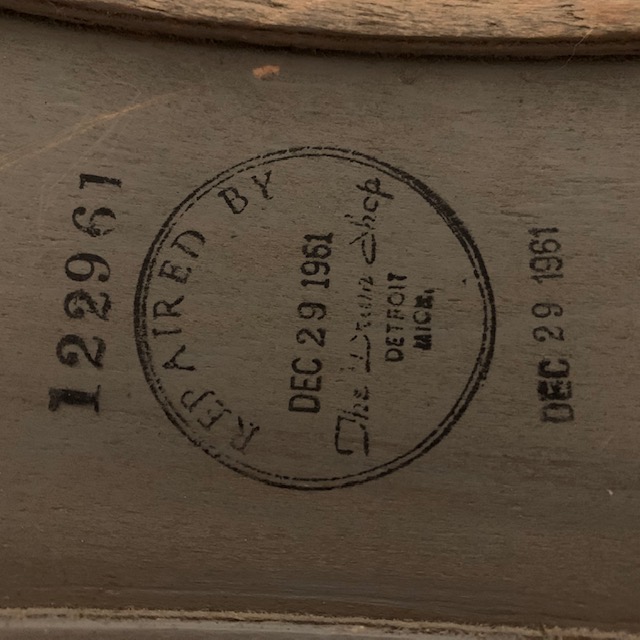 122961
REPAIRED BY
DEC 29 1961
The Drum Shop
DETROIT
MICH.
DEC 29 1961